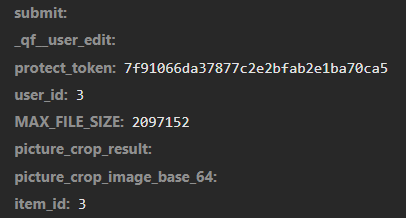 submit:
_qf__user_edit:
protect_token: 7f91066da37877c2e2bfab2e1ba70ca5
user_id: 3
MAX_FILE_SIZE: 2097152
picture_crop_result:
picture_crop_image_base_64:
item_id: 3